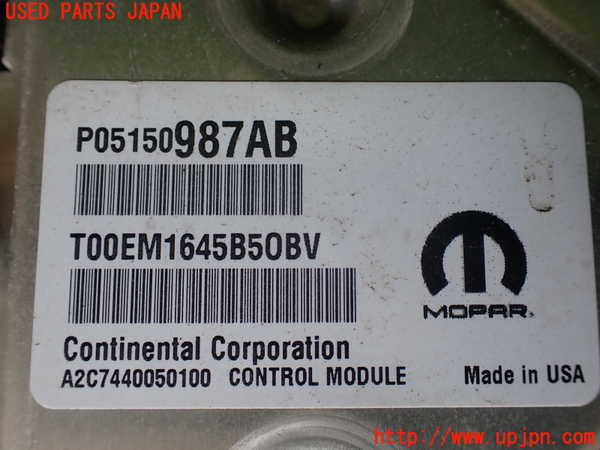 USED PARTS JAPAN
P05150987AB
T00EM1645B5OBV
MOPAR®
Continental Corporation
A2C7440050100 CONTROL MODULE Made in USA
http://www.upjpn.com/